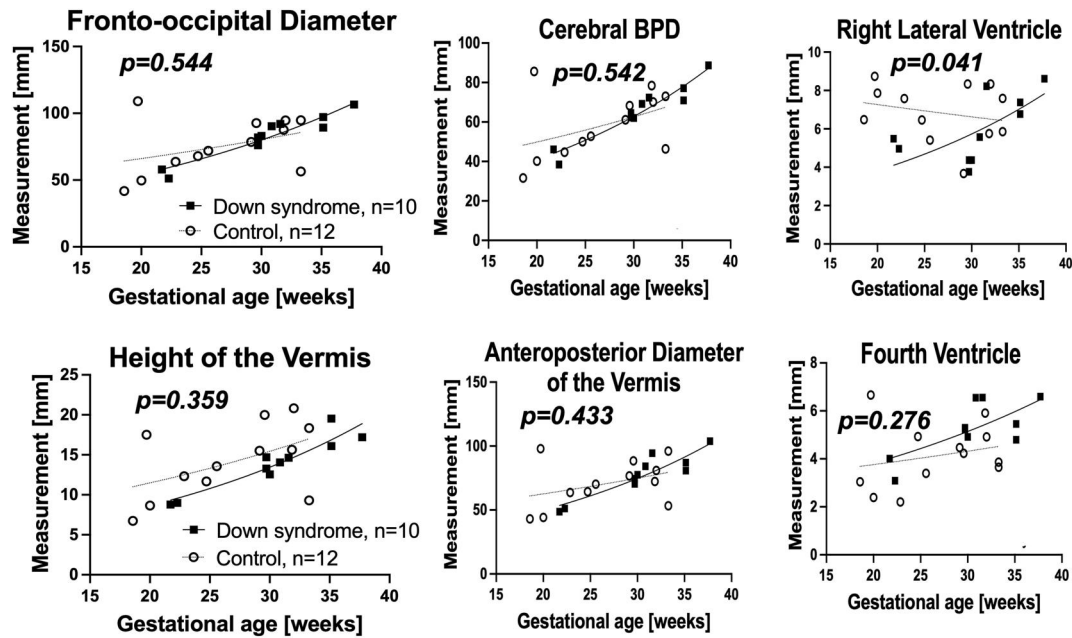 Fronto-occipital Diameter
p=0.544
Measurement [mm]
150
100
50
0
Down syndrome, n=10
Control, n=12
15 20 25 30 35 40
Gestational age [weeks]
Cerebral BPD
p=0.542
Measurement [mm]
100
80
60
40
20
0
15 20 25 30 35 40
Gestational age [weeks]
Right Lateral Ventricle
p=0.041
Measurement [mm]
10
8
6
4
2
0
15 20 25 30 35 40
Gestational age [weeks]
Height of the Vermis
p=0.359
Measurement [mm]
25
20
15
10
5
0
Down syndrome, n=10
Control, n=12
15 20 25 30 35 40
Gestational age [weeks]
Anteroposterior Diameter
of the Vermis
p=0.433
Measurement [mm]
150
100
50
0
15 20 25 30 35 40
Gestational age [weeks]
Fourth Ventricle
p=0.276
Measurement [mm]
8
6
4
2
0
15 20 25 30 35 40
Gestational age [weeks]